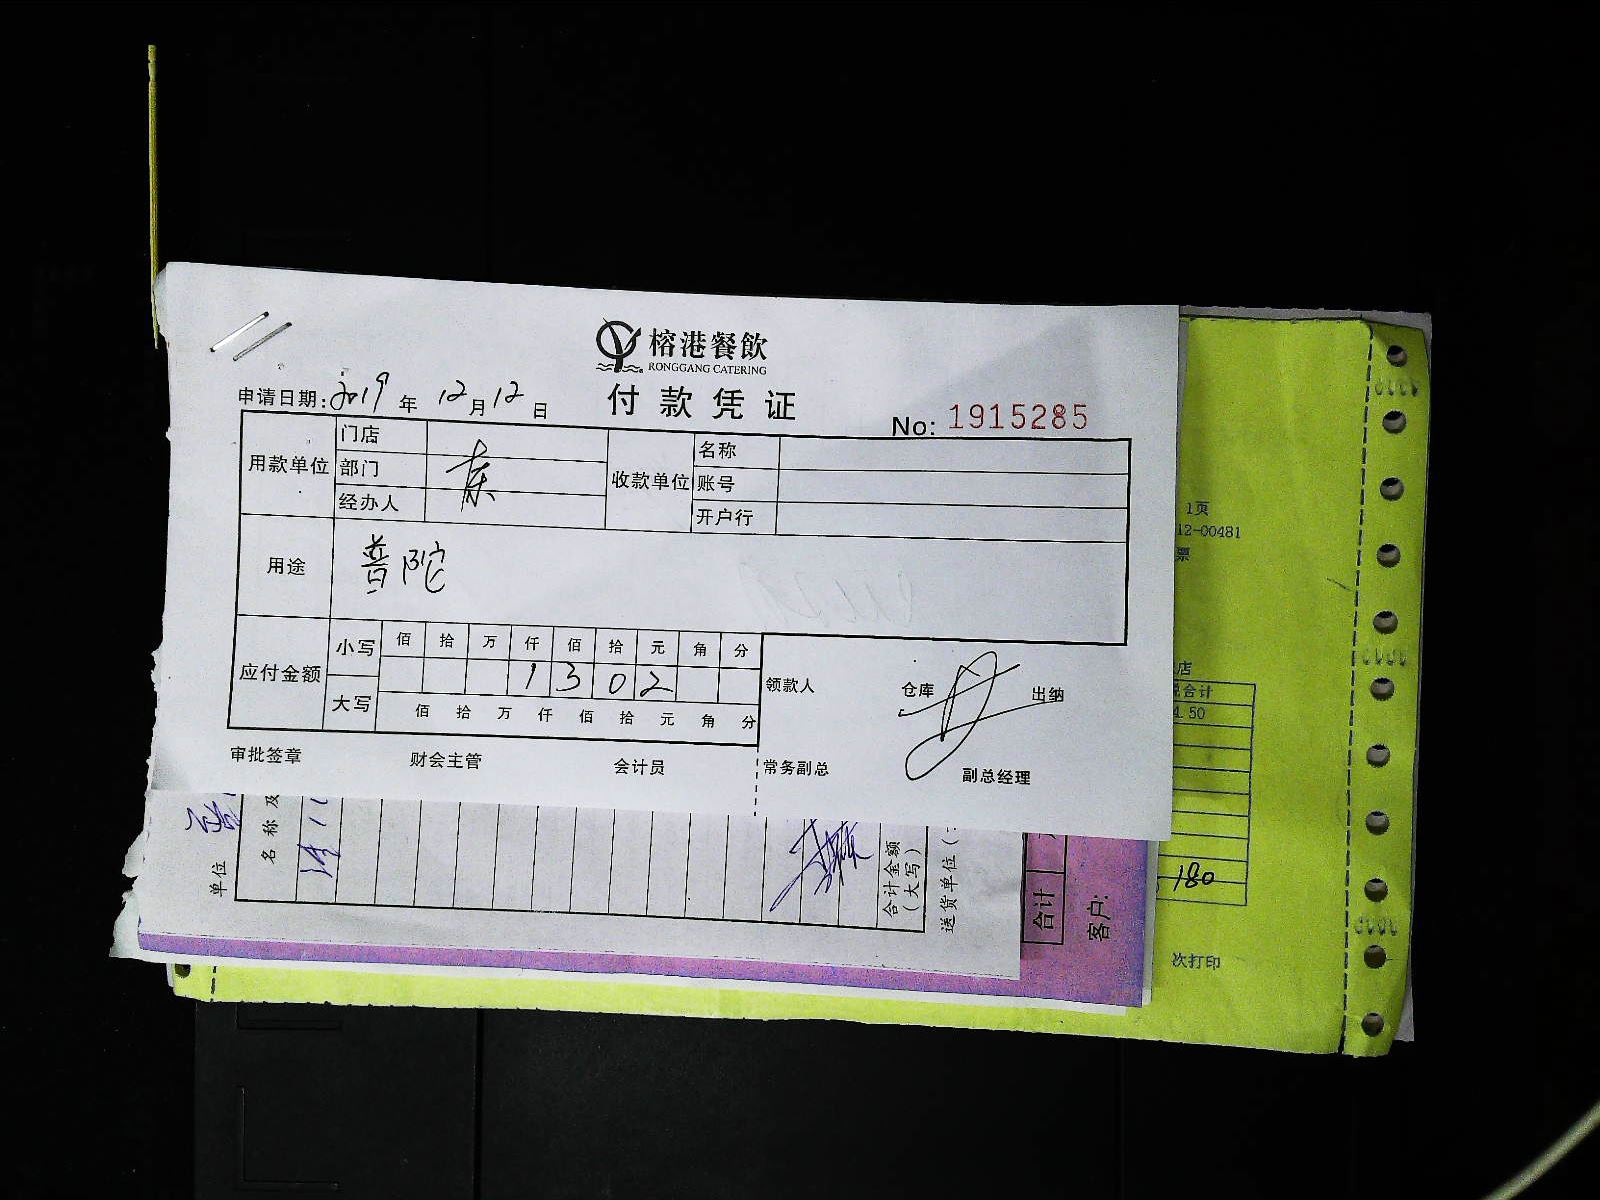 榕港餐飲
RONGGANG CATERING
付款凭证
申请日期:2019年12月12日
No: 1915285
用款单位 门店 部门 经办人
收款单位 名称 账号 开户行
用途 普陀
应付金额 小写 佰 拾 万 仟 佰 拾 元 角 分
1 3 0 2
大写 佰 拾 万 仟 佰 拾 元 角 分
领款人 仓库 出纳
审批签章 财会主管 会计员 常务副总 副总经理
1页
12-00481
票
店
合计
4.50
180
次打印
单位
名称及
合计金额
(大写)
送货单位(
合计
客户: